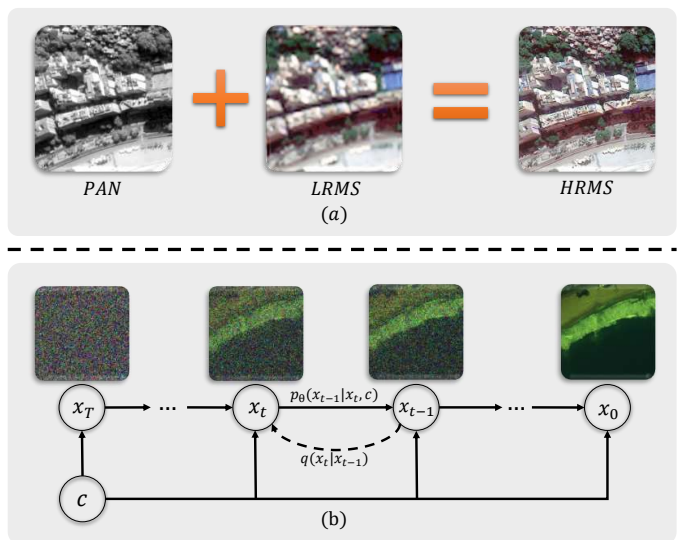 PAN
LRMS
HRMS
(a)
x_T
...
x_t
p_θ(x_{t−1}|x_t, c)
x_{t−1}
...
x_0
q(x_t|x_{t−1})
c
(b)